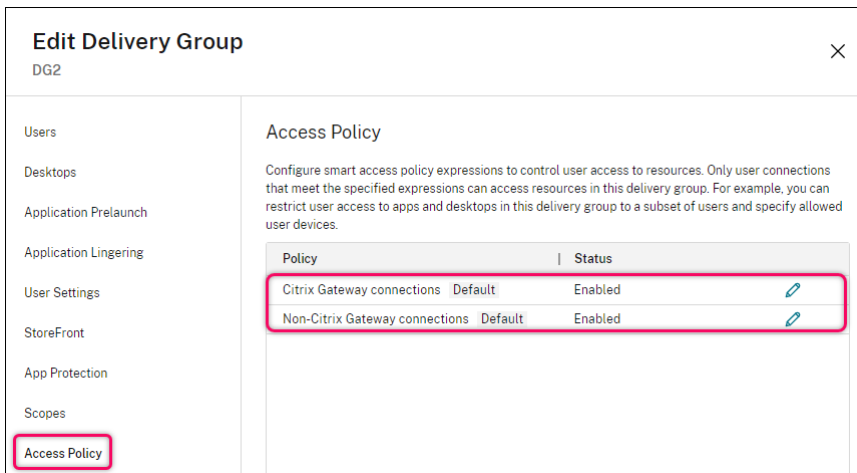 Edit Delivery Group
DG2
Users
Desktops
Application Prelaunch
Application Lingering
User Settings
StoreFront
App Protection
Scopes
Access Policy
Access Policy
Configure smart access policy expressions to control user access to resources. Only user connections
that meet the specified expressions can access resources in this delivery group. For example, you can
restrict user access to apps and desktops in this delivery group to a subset of users and specify allowed
user devices.
Policy Status
Citrix Gateway connections Default Enabled
Non-Citrix Gateway connections Default Enabled